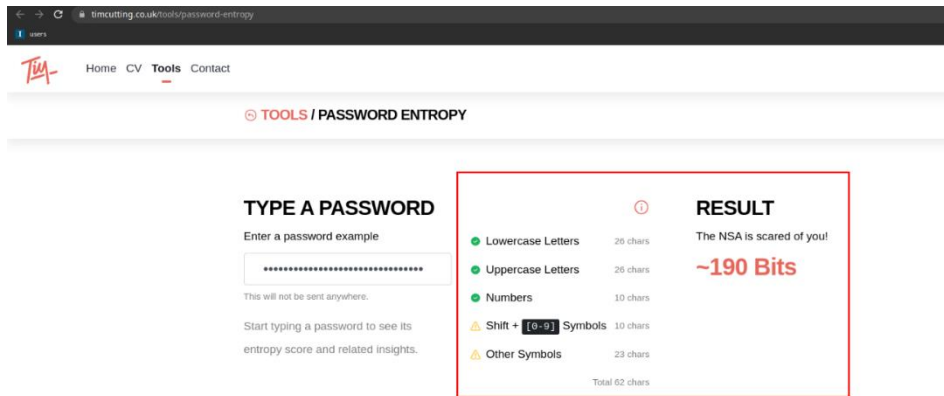 timcutting.co.uk/tools/password-entropy
users
Tim
Home CV Tools Contact
TOOLS / PASSWORD ENTROPY
TYPE A PASSWORD
Enter a password example
••••••••••••••••••••••••••••••••
This will not be sent anywhere.
Start typing a password to see its
entropy score and related insights.
Lowercase Letters 26 chars
Uppercase Letters 26 chars
Numbers 10 chars
Shift + [0-9] Symbols 10 chars
Other Symbols 23 chars
Total 62 chars
RESULT
The NSA is scared of you!
~190 Bits